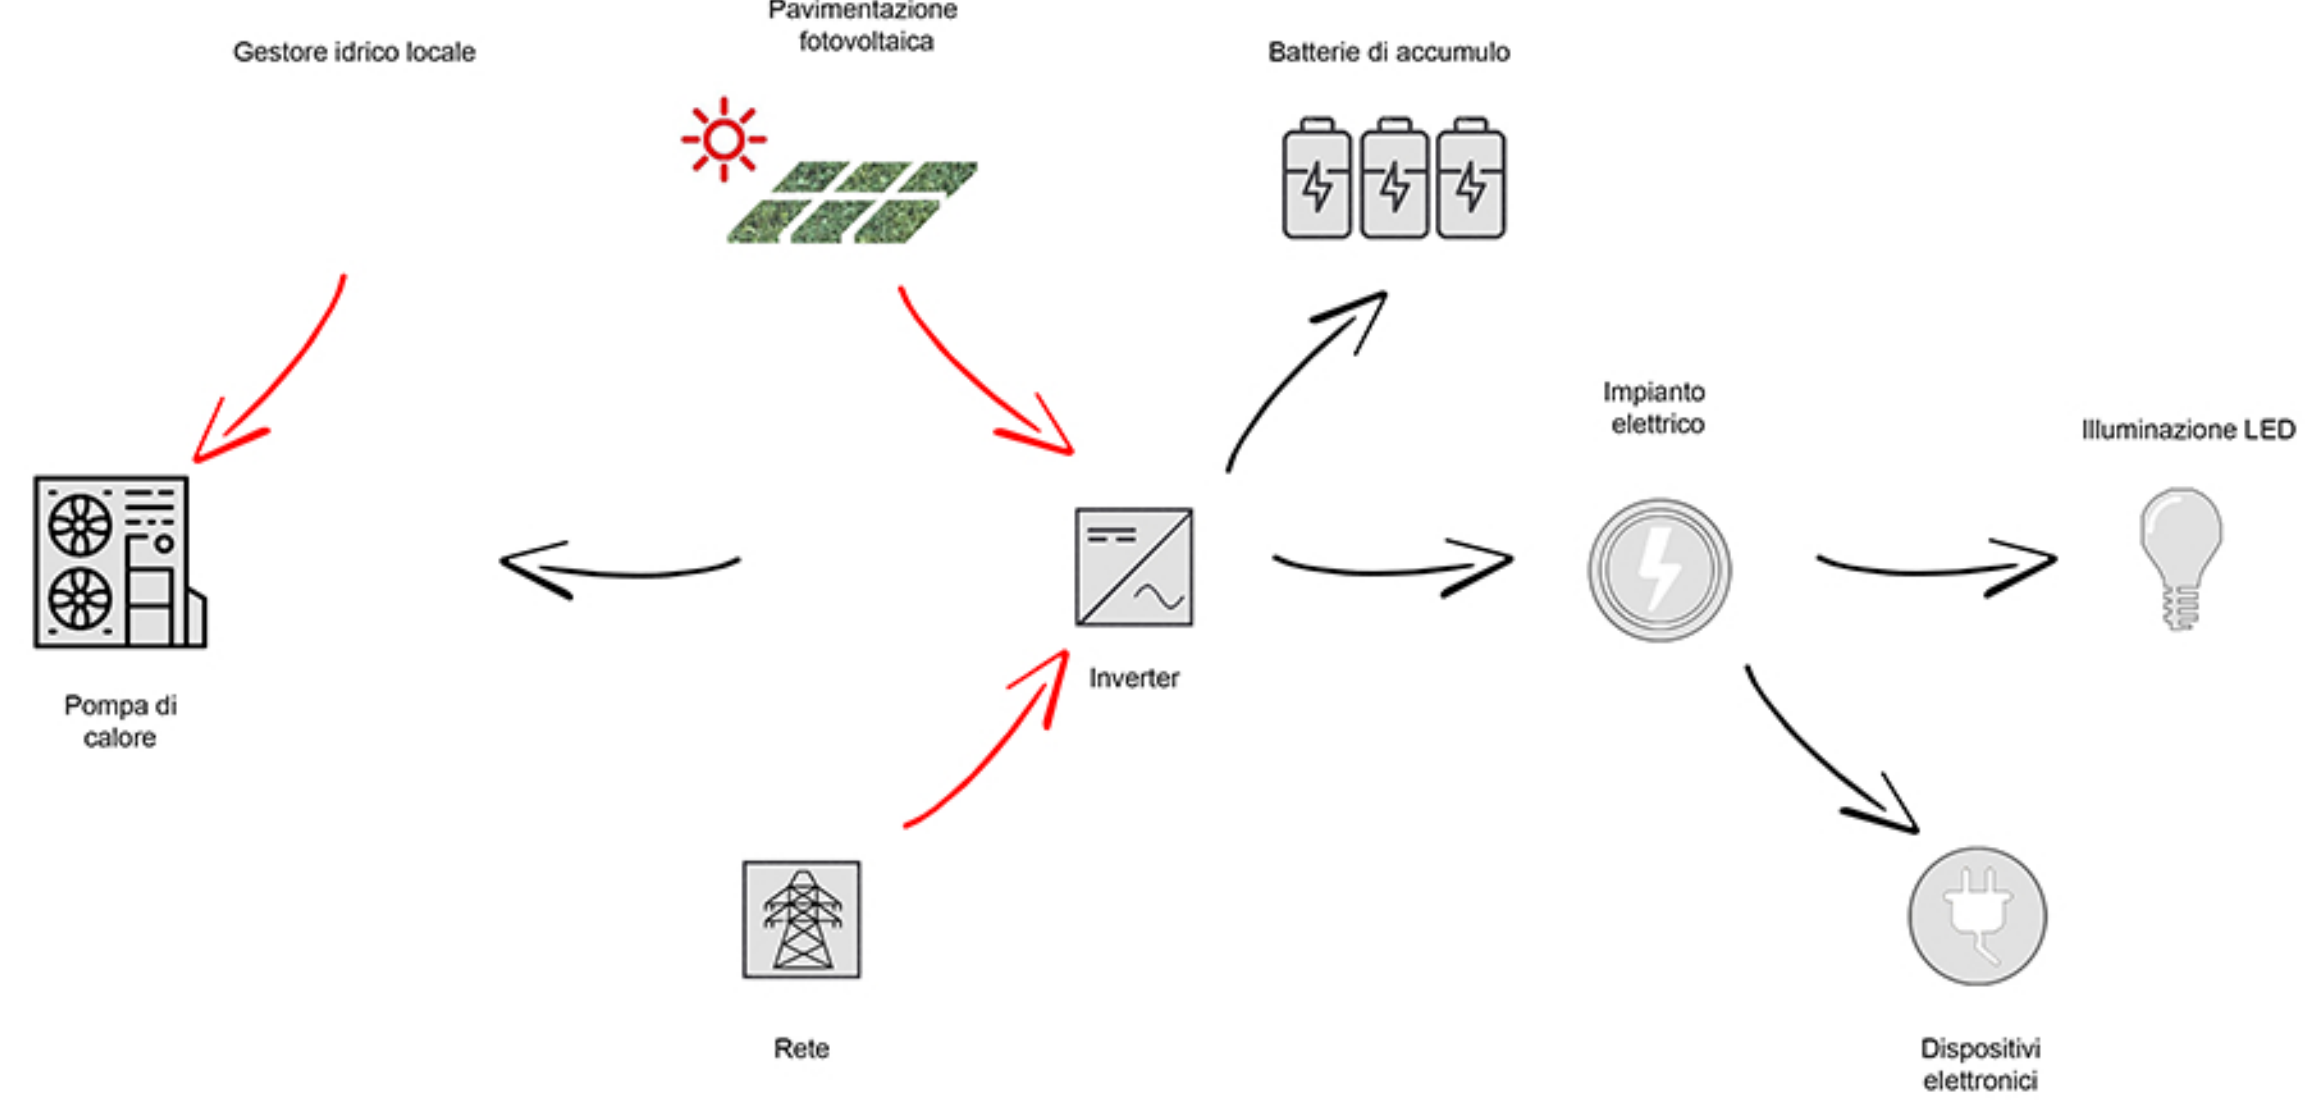 Pavimentazione
fotovoltaica
Gestore idrico locale
Batterie di accumulo
Impianto
elettrico
Illuminazione LED
Inverter
Pompa di
calore
Rete
Dispositivi
elettronici